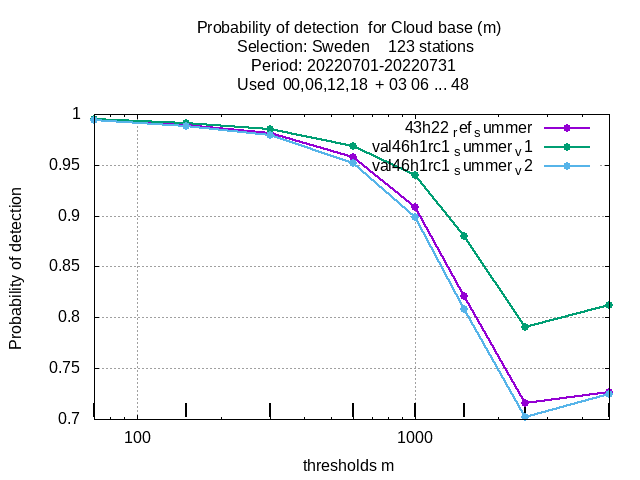 Probability of detection  for Cloud base (m)
Selection: Sweden    123 stations
Period: 20220701-20220731
Used  00,06,12,18  + 03 06 ... 48
43h22 ref summer
val46h1rc1 summer v1
val46h1rc1 summer v2
1
0.95
0.9
0.85
0.8
0.75
0.7
Probability of detection
100
1000
thresholds m